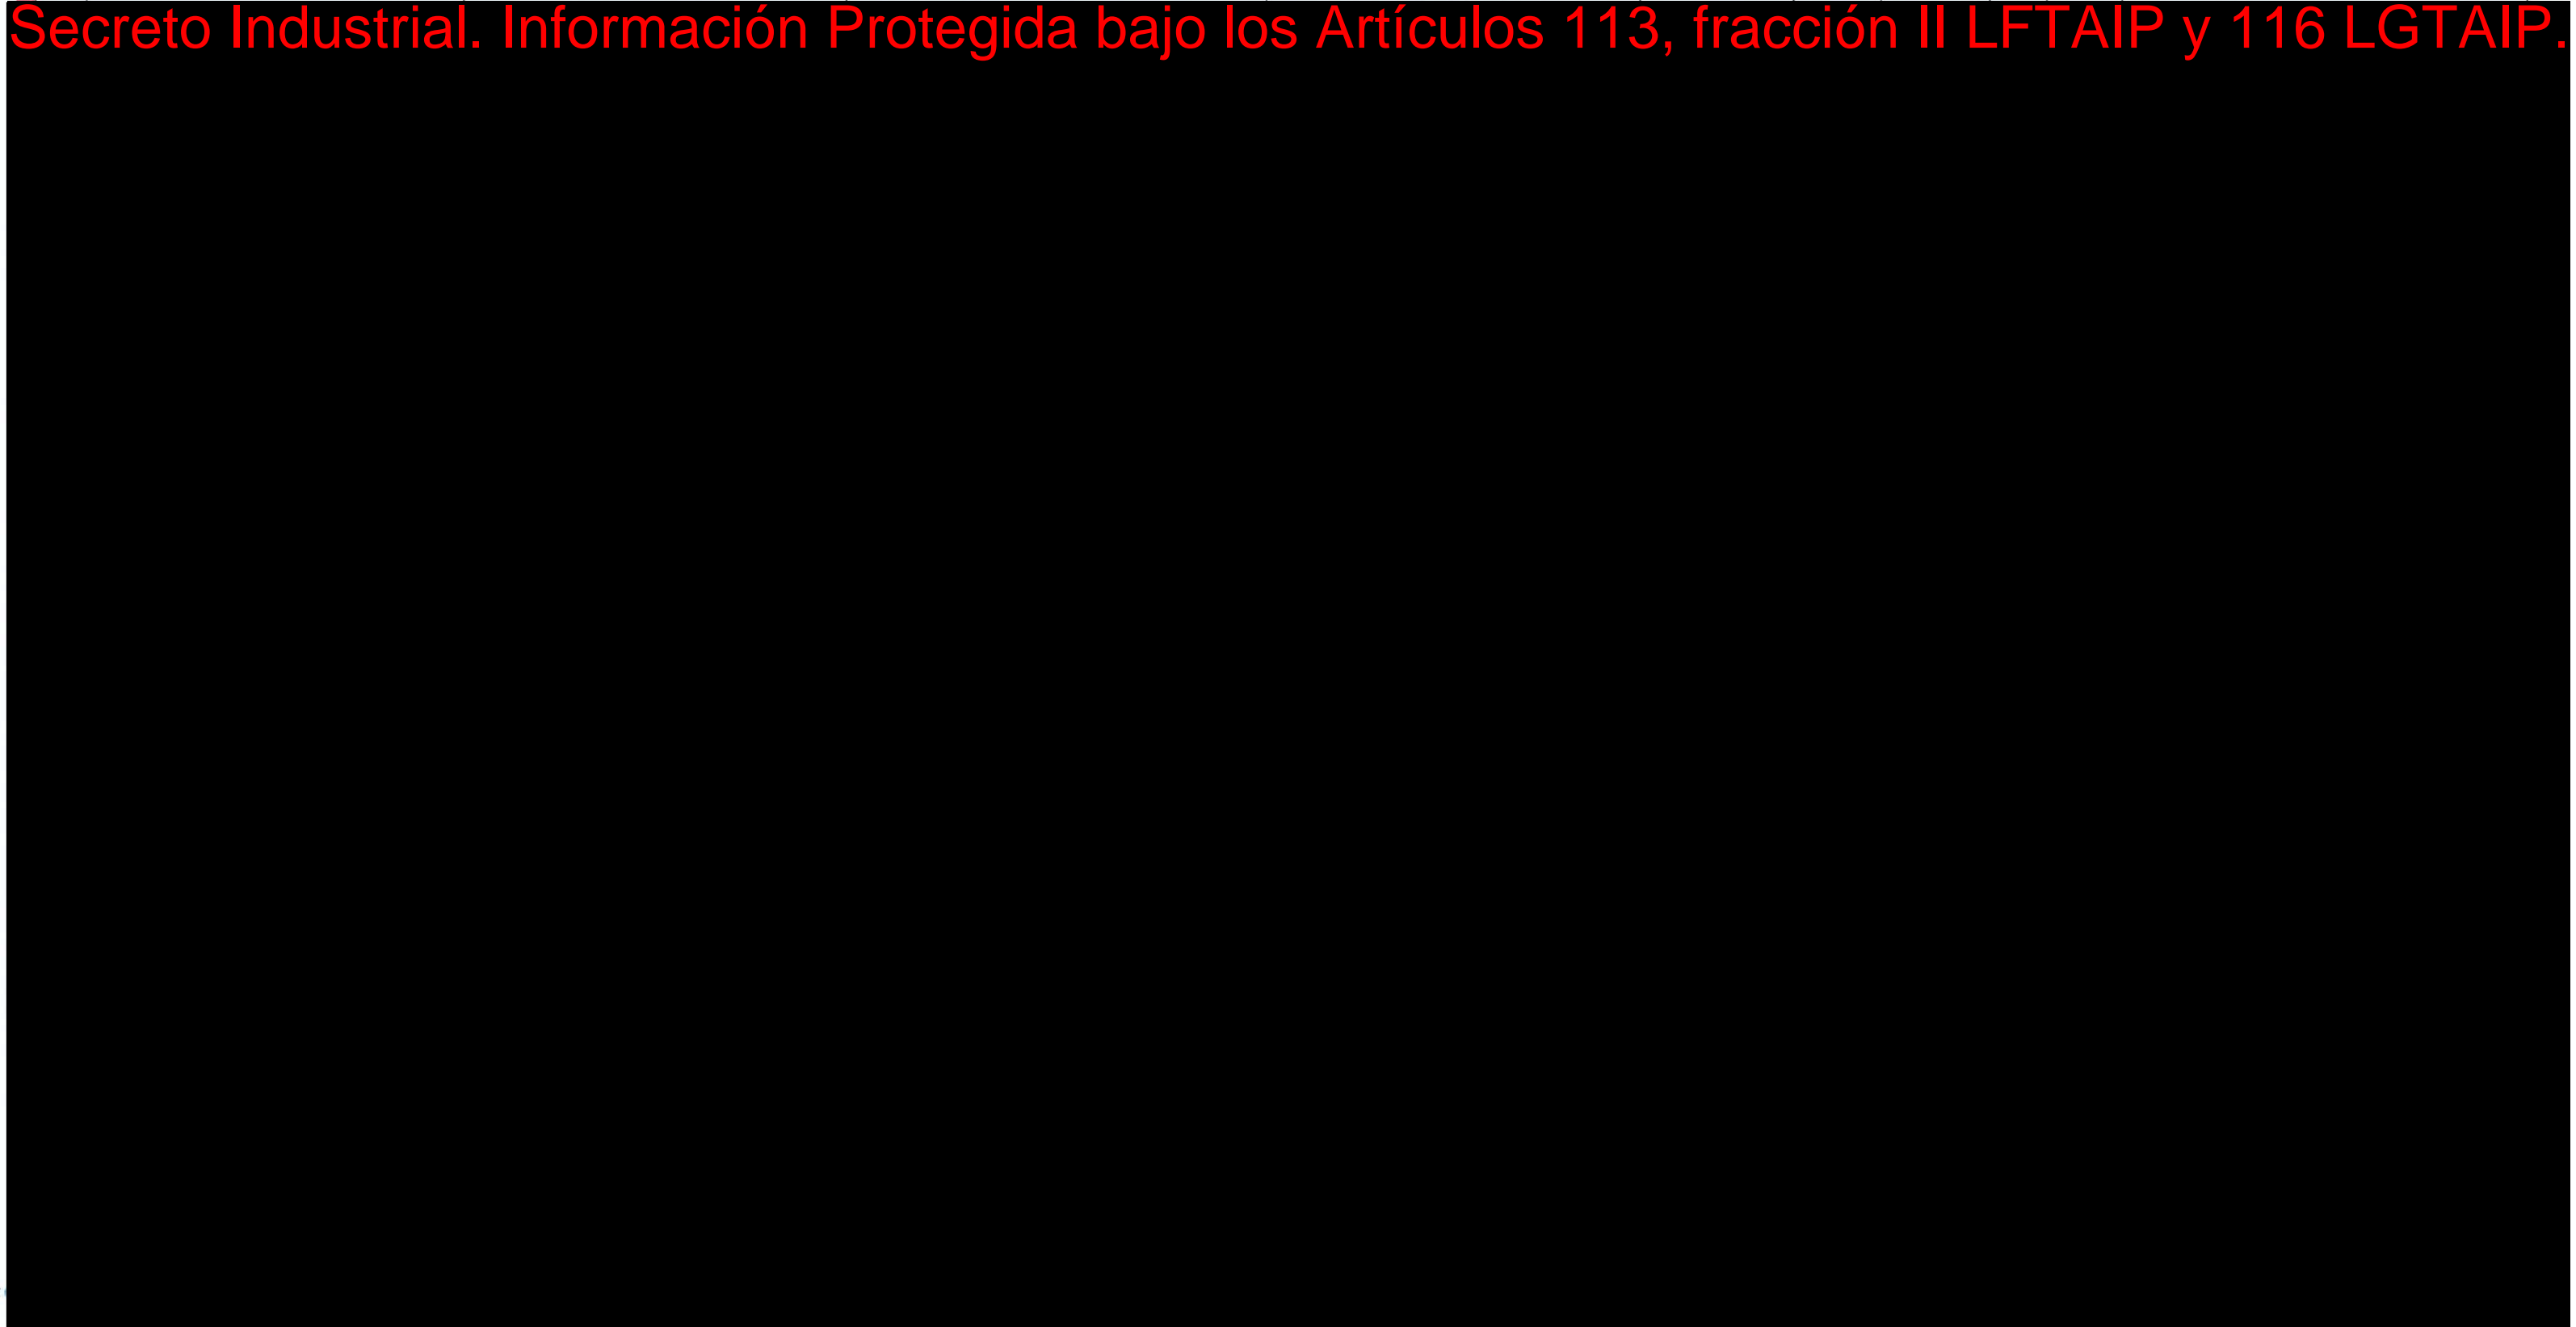 Secreto Industrial. Información Protegida bajo los Artículos 113, fracción II LFTAIP y 116 LGTAIP.